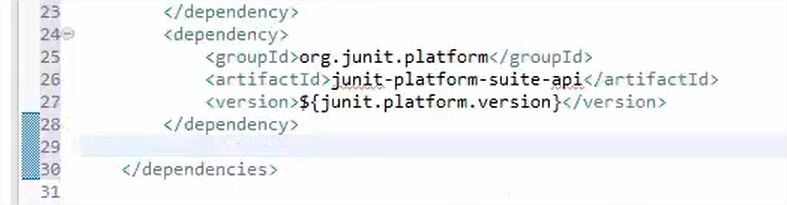 23 </dependency>
24 <dependency>
25 <groupId>org.junit.platform</groupId>
26 <artifactId>junit-platform-suite-api</artifactId>
27 <version>${junit.platform.version}</version>
28 </dependency>
29
30 </dependencies>
31